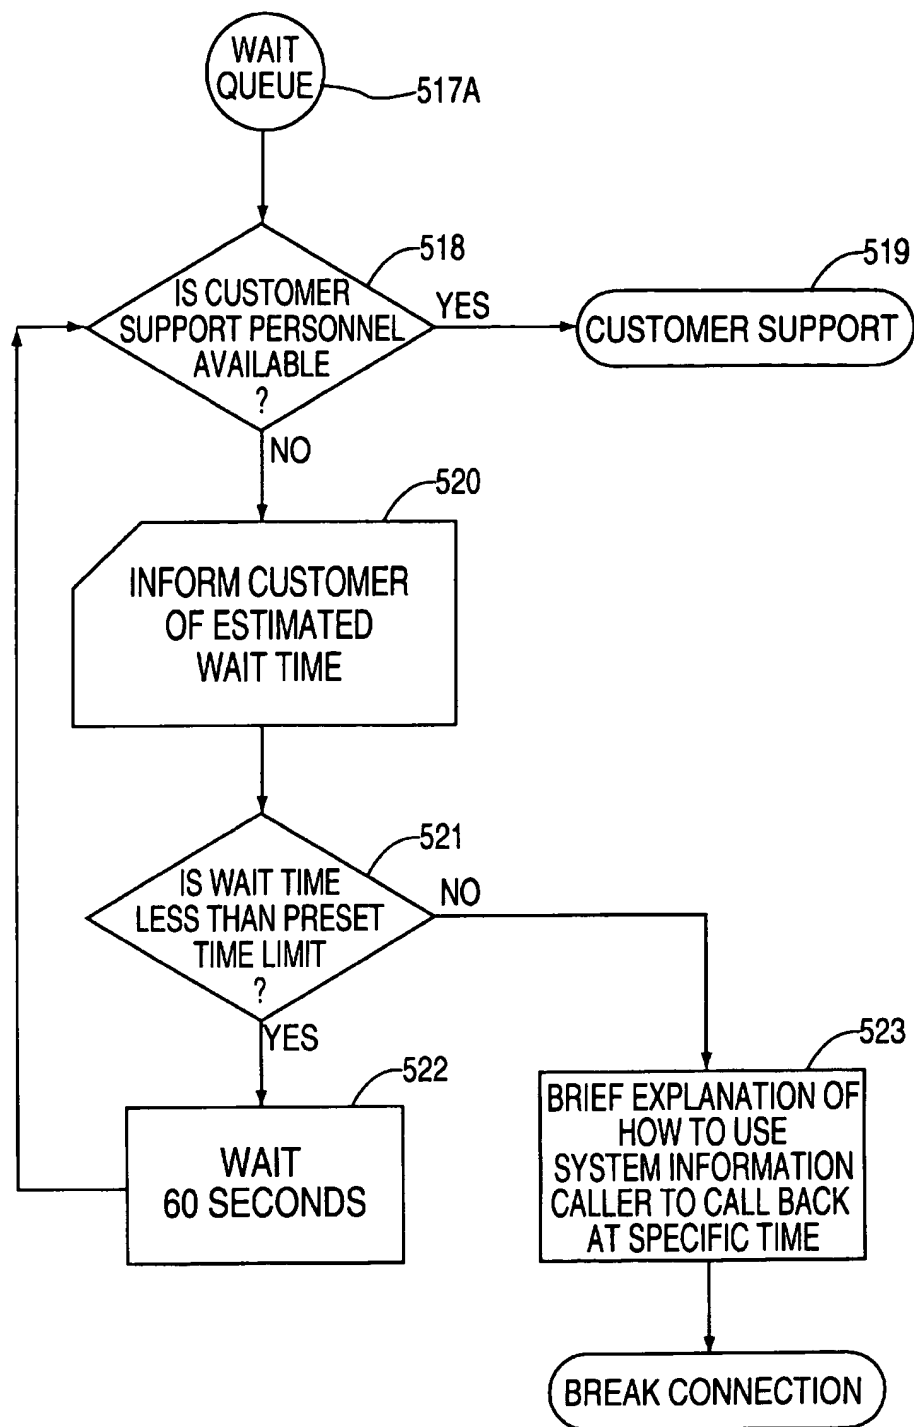 WAIT
QUEUE
517A
518
IS CUSTOMER
SUPPORT PERSONNEL
AVAILABLE
?
YES
519
CUSTOMER SUPPORT
NO
520
INFORM CUSTOMER
OF ESTIMATED
WAIT TIME
521
IS WAIT TIME
LESS THAN PRESET
TIME LIMIT
?
NO
YES
522
WAIT
60 SECONDS
523
BRIEF EXPLANATION OF
HOW TO USE
SYSTEM INFORMATION
CALLER TO CALL BACK
AT SPECIFIC TIME
BREAK CONNECTION